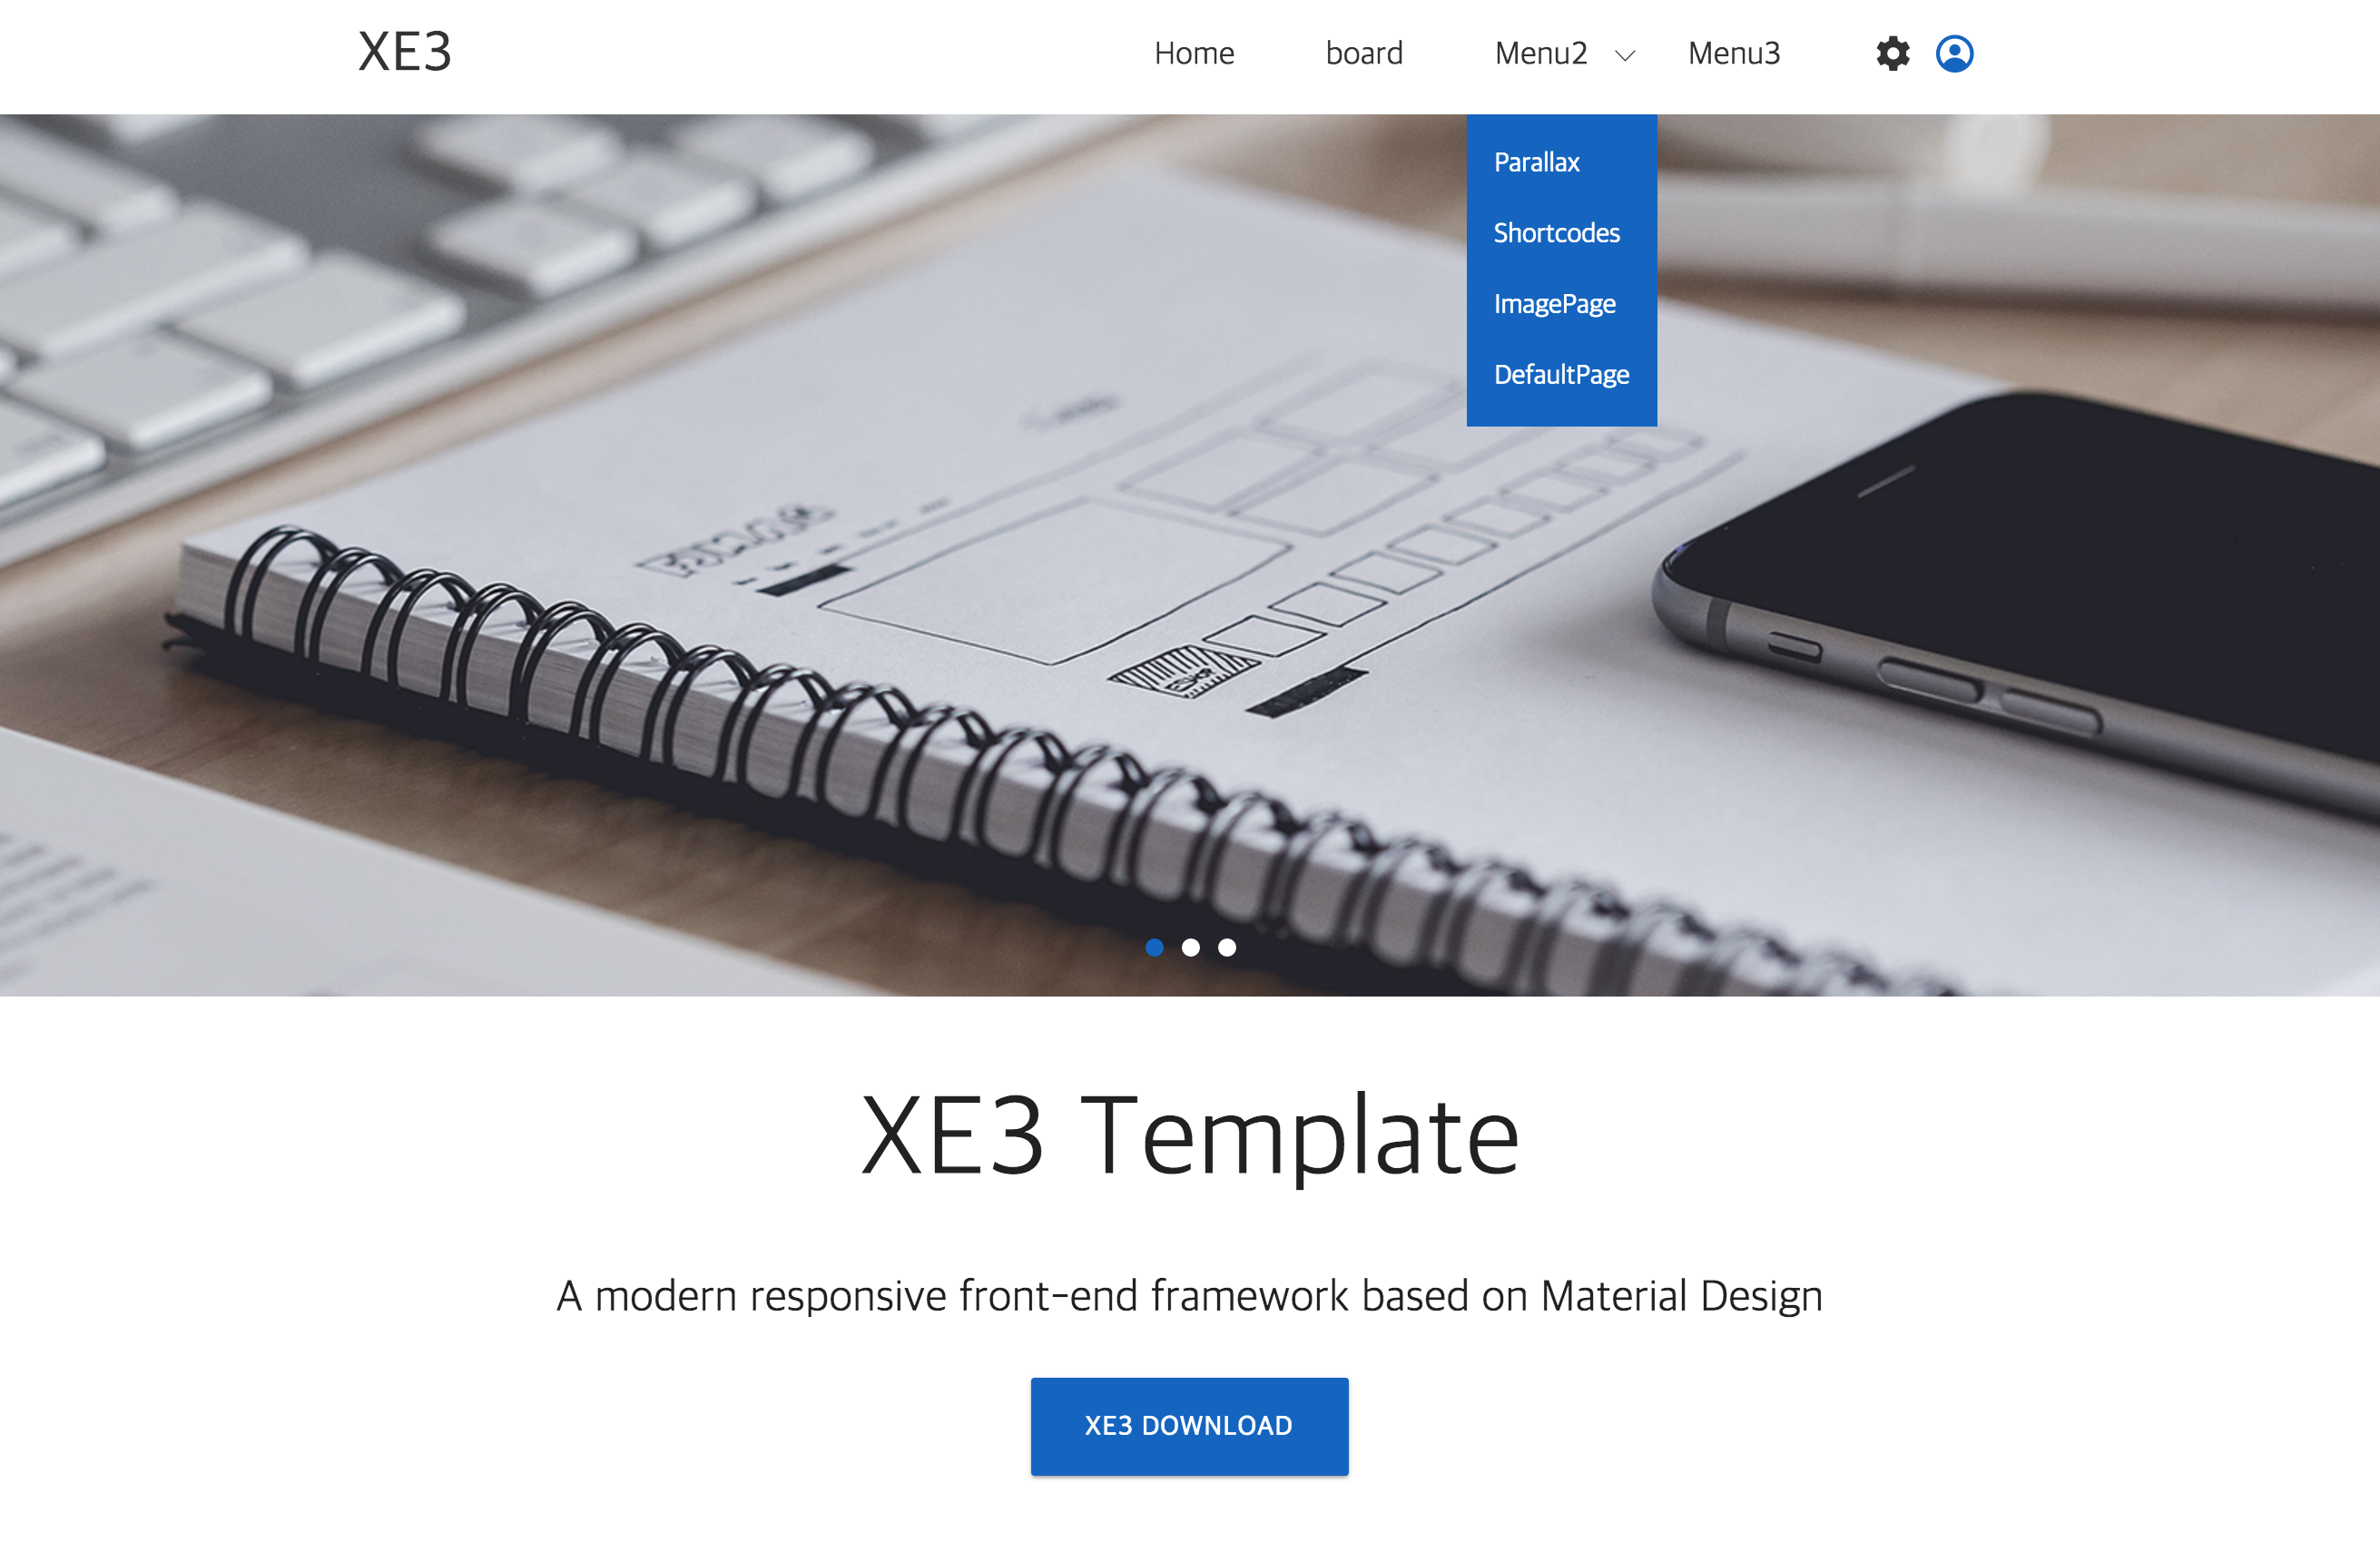 XE3
Home board Menu2 Menu3
Parallax
Shortcodes
ImagePage
DefaultPage
XE3 Template
A modern responsive front-end framework based on Material Design
XE3 DOWNLOAD